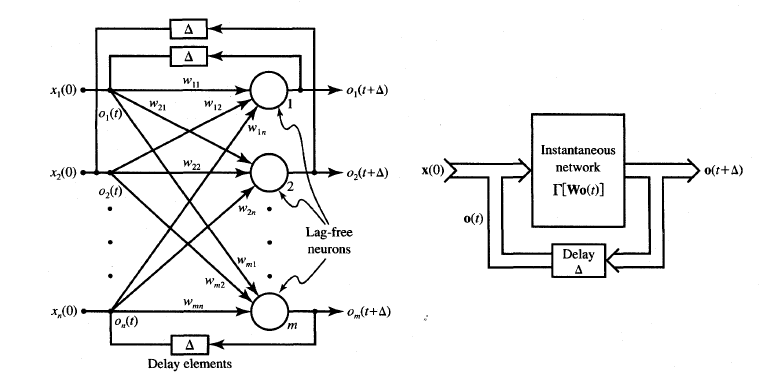 Δ
Δ
x₁(0)
w₁₁
1
o₁(t+Δ)
o₁(t)
w₂₁
w₁₂
w₁ₙ
x₂(0)
w₂₂
2
o₂(t+Δ)
o₂(t)
w₂ₙ
Lag-free
neurons
wₘ₁
wₘ₂
xₙ(0)
wₘₙ
m
oₘ(t+Δ)
oₙ(t)
Δ
Delay elements
x(0)
Instantaneous
network
Γ[Wo(t)]
o(t+Δ)
o(t)
Delay
Δ